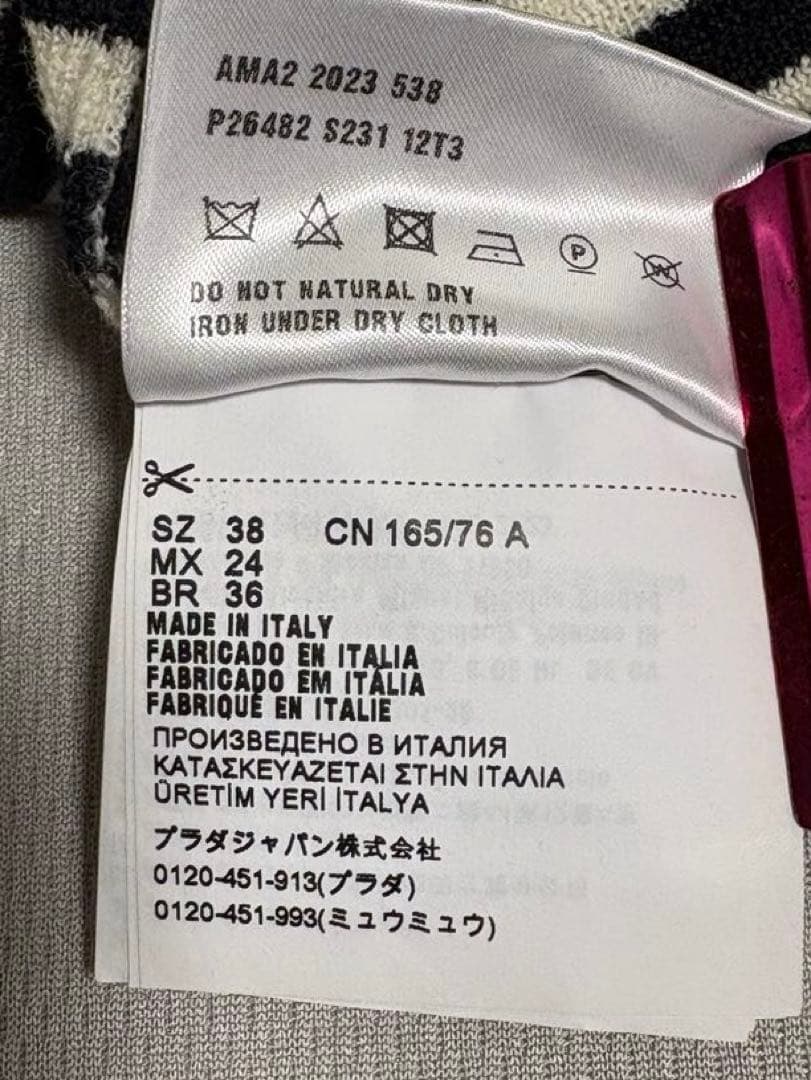 AMA2 2023 538
P26482 S231 12T3
P
W
DO NOT NATURAL DRY
IRON UNDER DRY CLOTH
SZ 38 CN 165/76 A
MX 24
BR 36
MADE IN ITALY
FABRICADO EN ITALIA
FABRICADO EM ITÁLIA
FABRIQUÉ EN ITALIE
ПРОИЗВЕДЕНО В ИТАЛИЯ
ΚΑΤΑΣΚΕΥΑΖΕΤΑΙ ΣΤΗΝ ΙΤΑΛΙΑ
ÜRETİM YERİ İTALYA
プラダジャパン株式会社
0120-451-913(プラダ)
0120-451-993(ミュウミュウ)